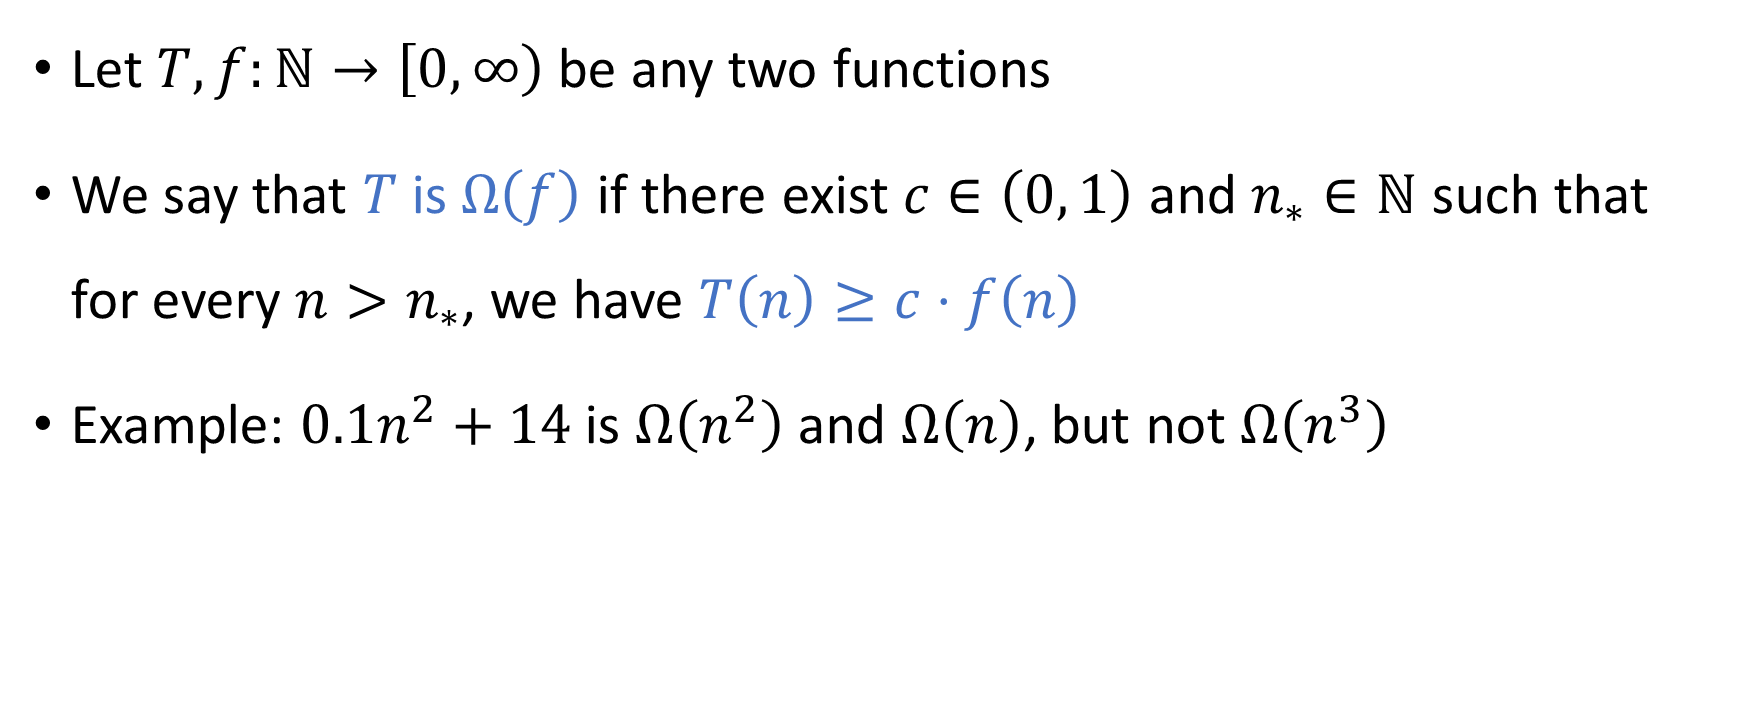 • Let 𝑇, 𝑓: ℕ → [0, ∞) be any two functions
• We say that 𝑇 is Ω(𝑓) if there exist 𝑐 ∈ (0, 1) and 𝑛∗ ∈ ℕ such that
for every 𝑛 > 𝑛∗, we have 𝑇(𝑛) ≥ 𝑐 ⋅ 𝑓(𝑛)
• Example: 0.1𝑛² + 14 is Ω(𝑛²) and Ω(𝑛), but not Ω(𝑛³)